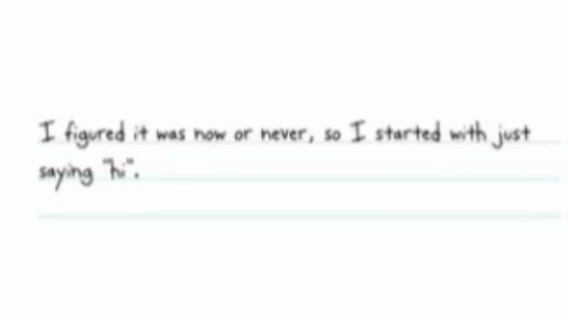 I figured it was now or never, so I started with just
saying "hi".